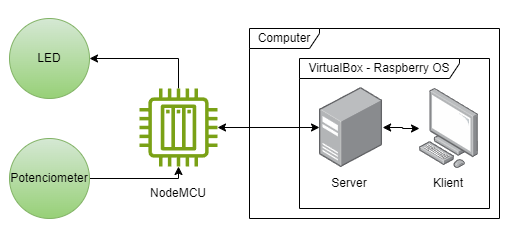 Computer
LED
VirtualBox - Raspberry OS
Potenciometer
NodeMCU
Server
Klient